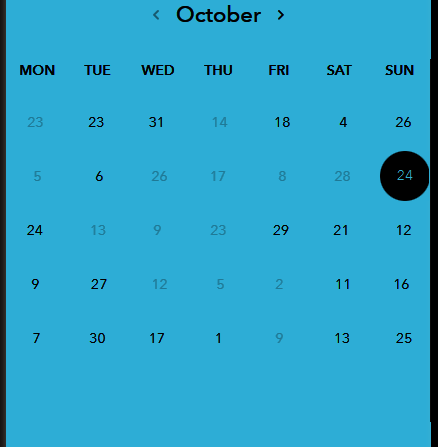 ‹ October ›
MON TUE WED THU FRI SAT SUN
23 23 31 14 18 4 26
5 6 26 17 8 28 24
24 13 9 23 29 21 12
9 27 12 5 2 11 16
7 30 17 1 9 13 25